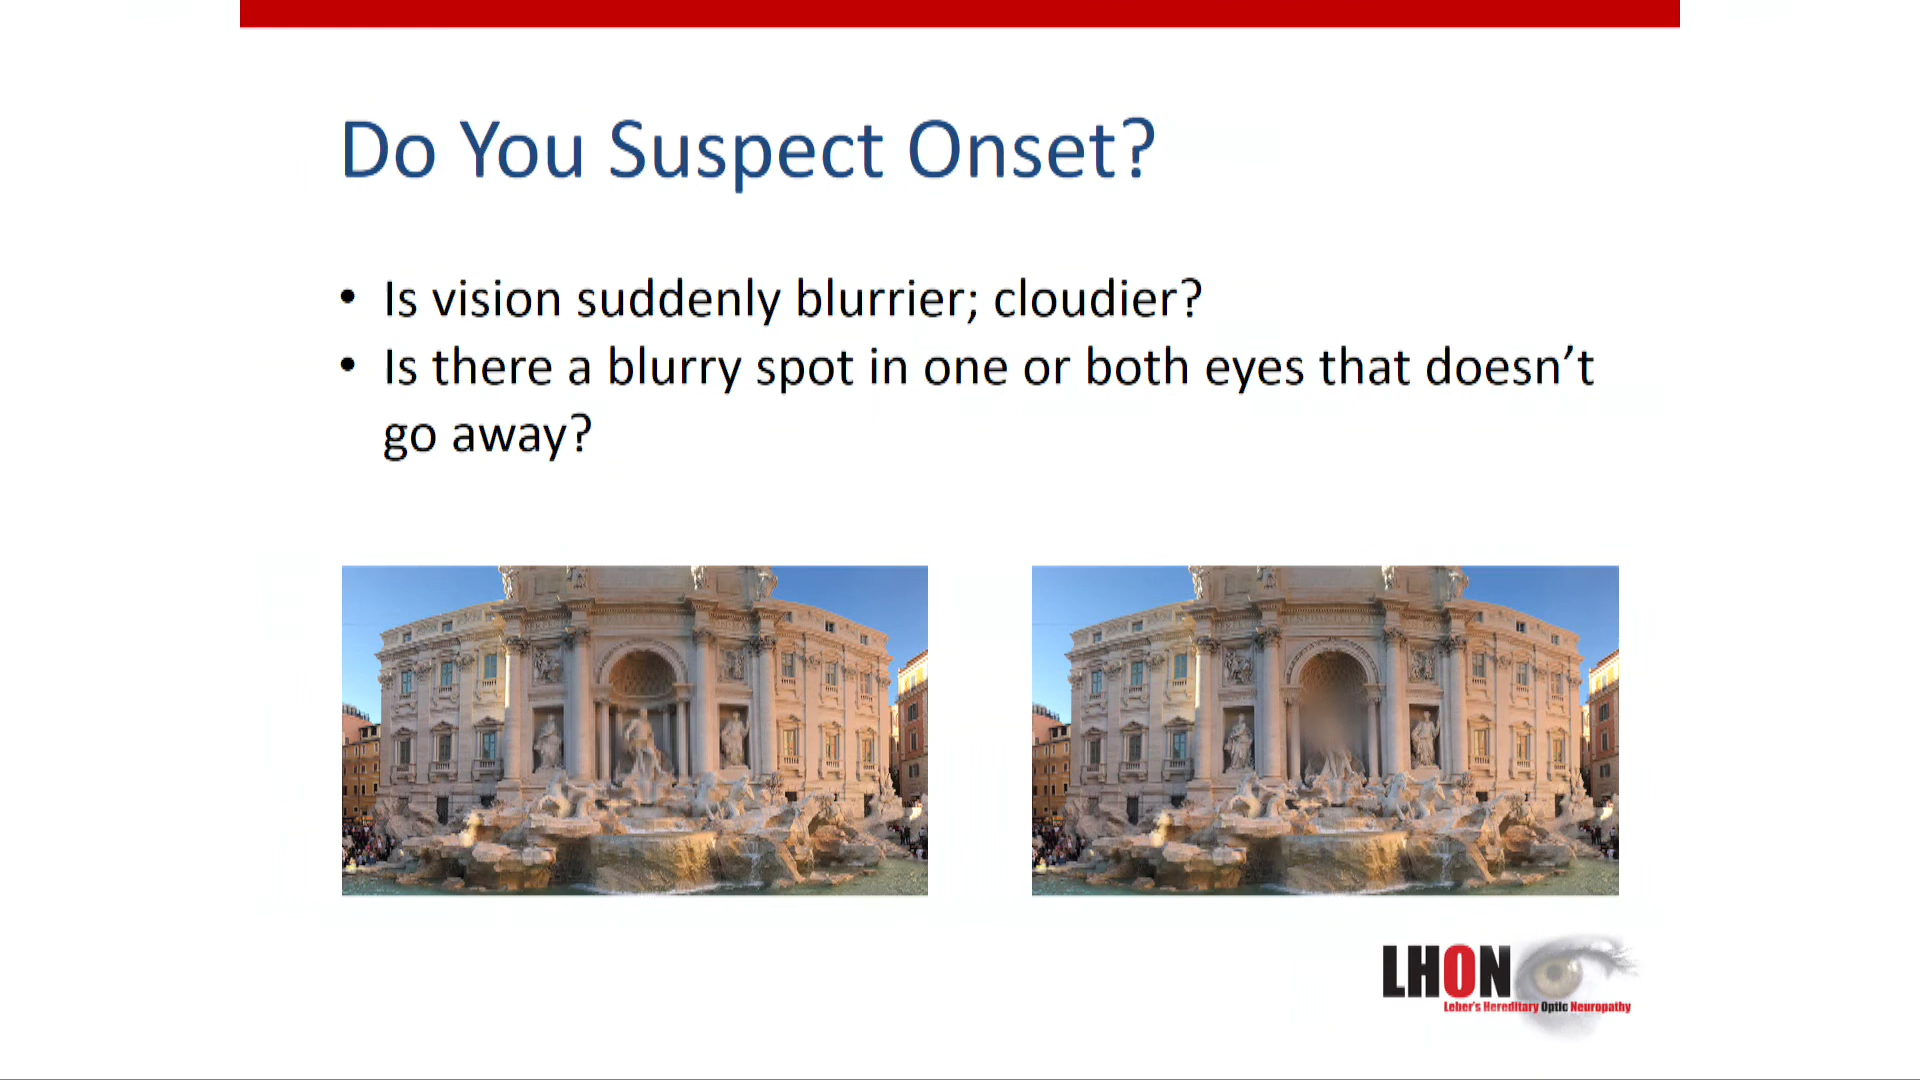 Do You Suspect Onset?
• Is vision suddenly blurrier; cloudier?
• Is there a blurry spot in one or both eyes that doesn’t
go away?
LHON
Leber's Hereditary Optic Neuropathy